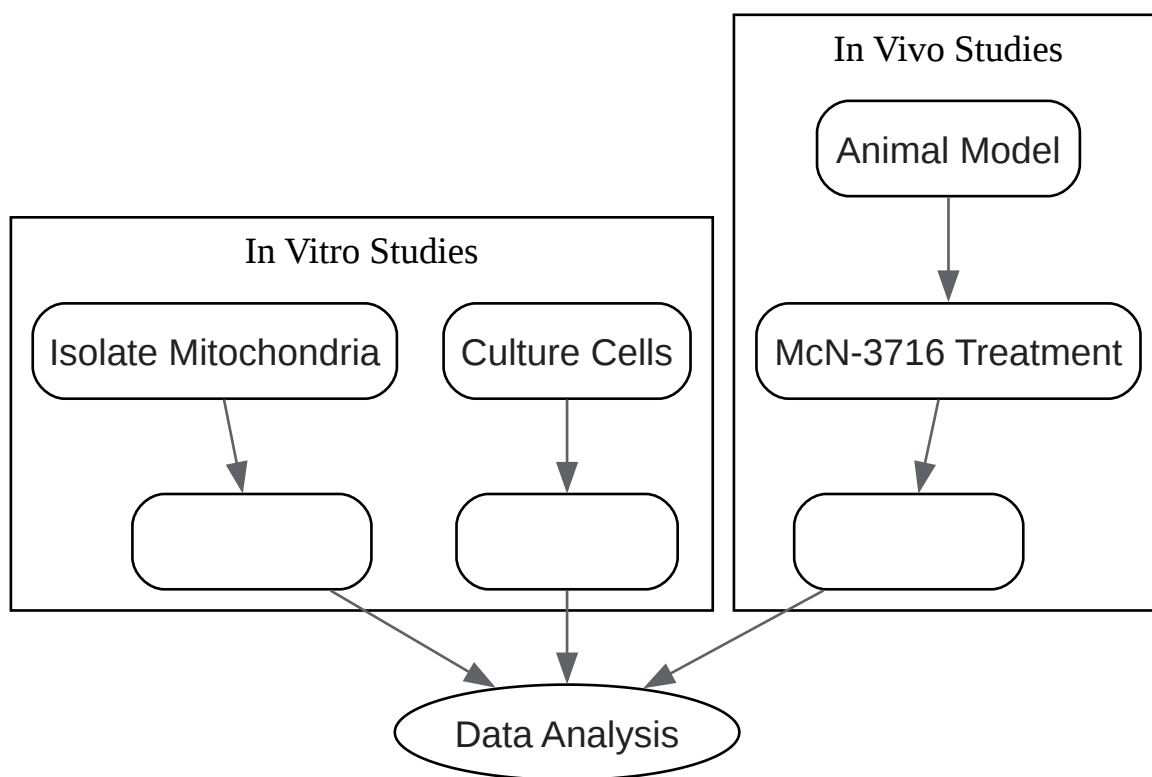 In Vivo Studies
Animal Model
In Vitro Studies
Isolate Mitochondria
Culture Cells
McN-3716 Treatment
Data Analysis